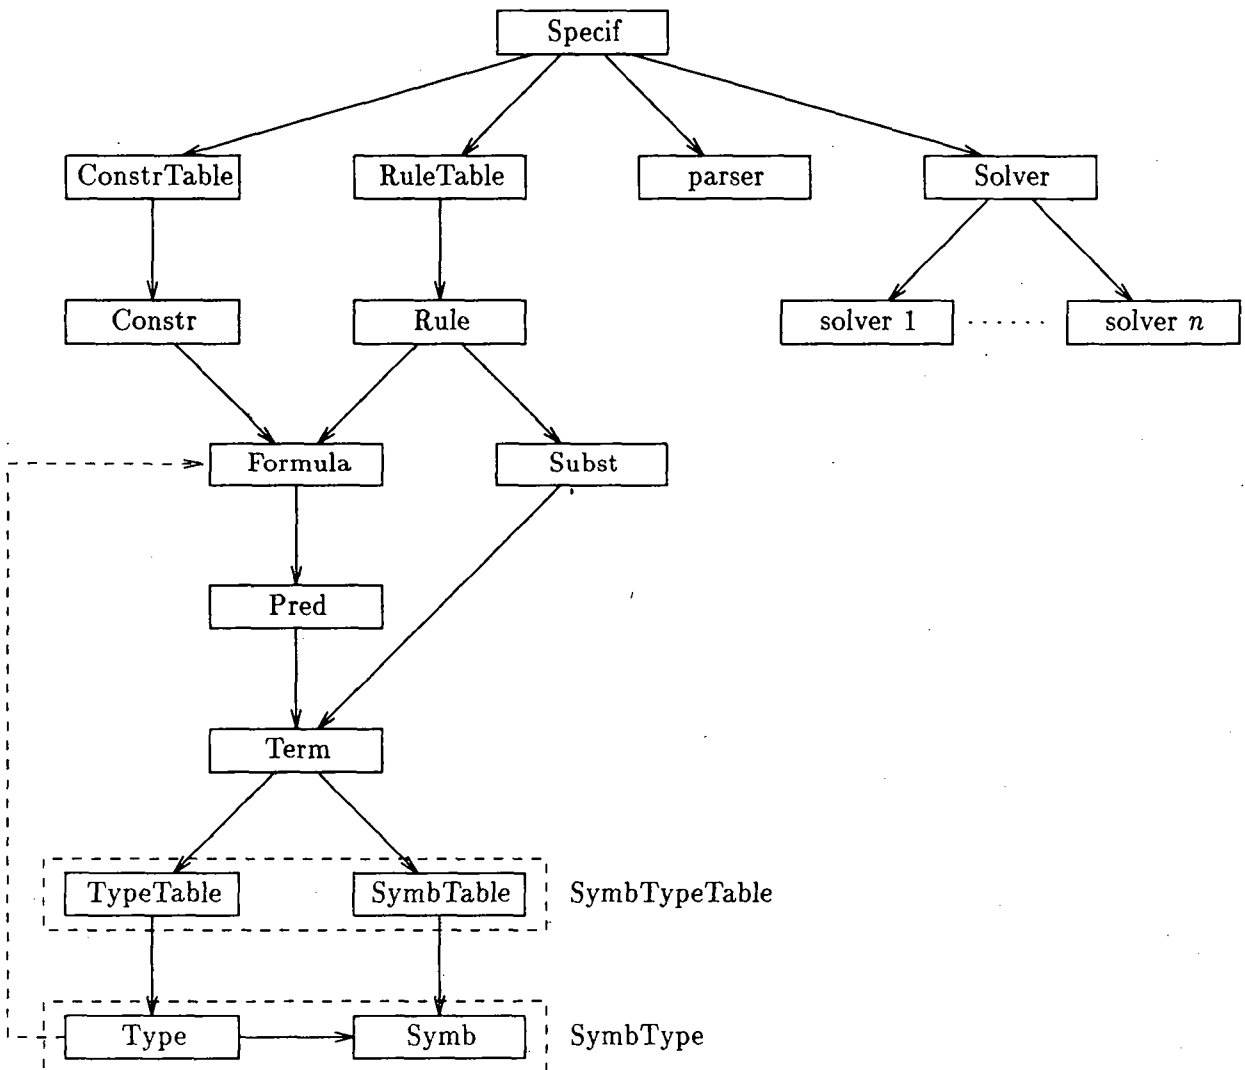 Specif
ConstrTable RuleTable parser Solver
Constr Rule solver 1 ...... solver n
Formula Subst
Pred
Term
TypeTable SymbTable SymbTypeTable
Type Symb SymbType